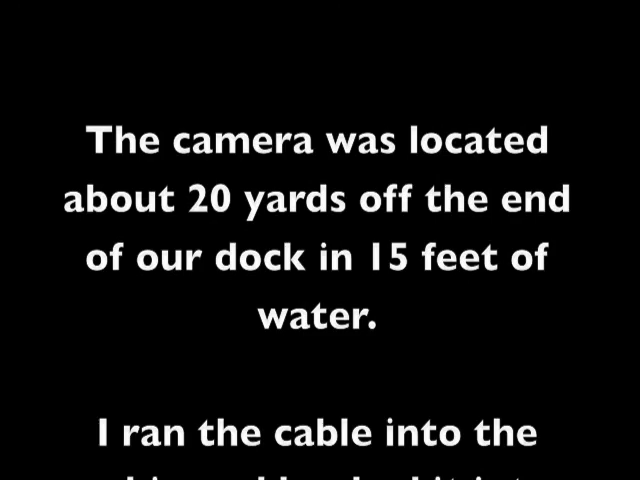 The camera was located
about 20 yards off the end
of our dock in 15 feet of
water.
I ran the cable into the